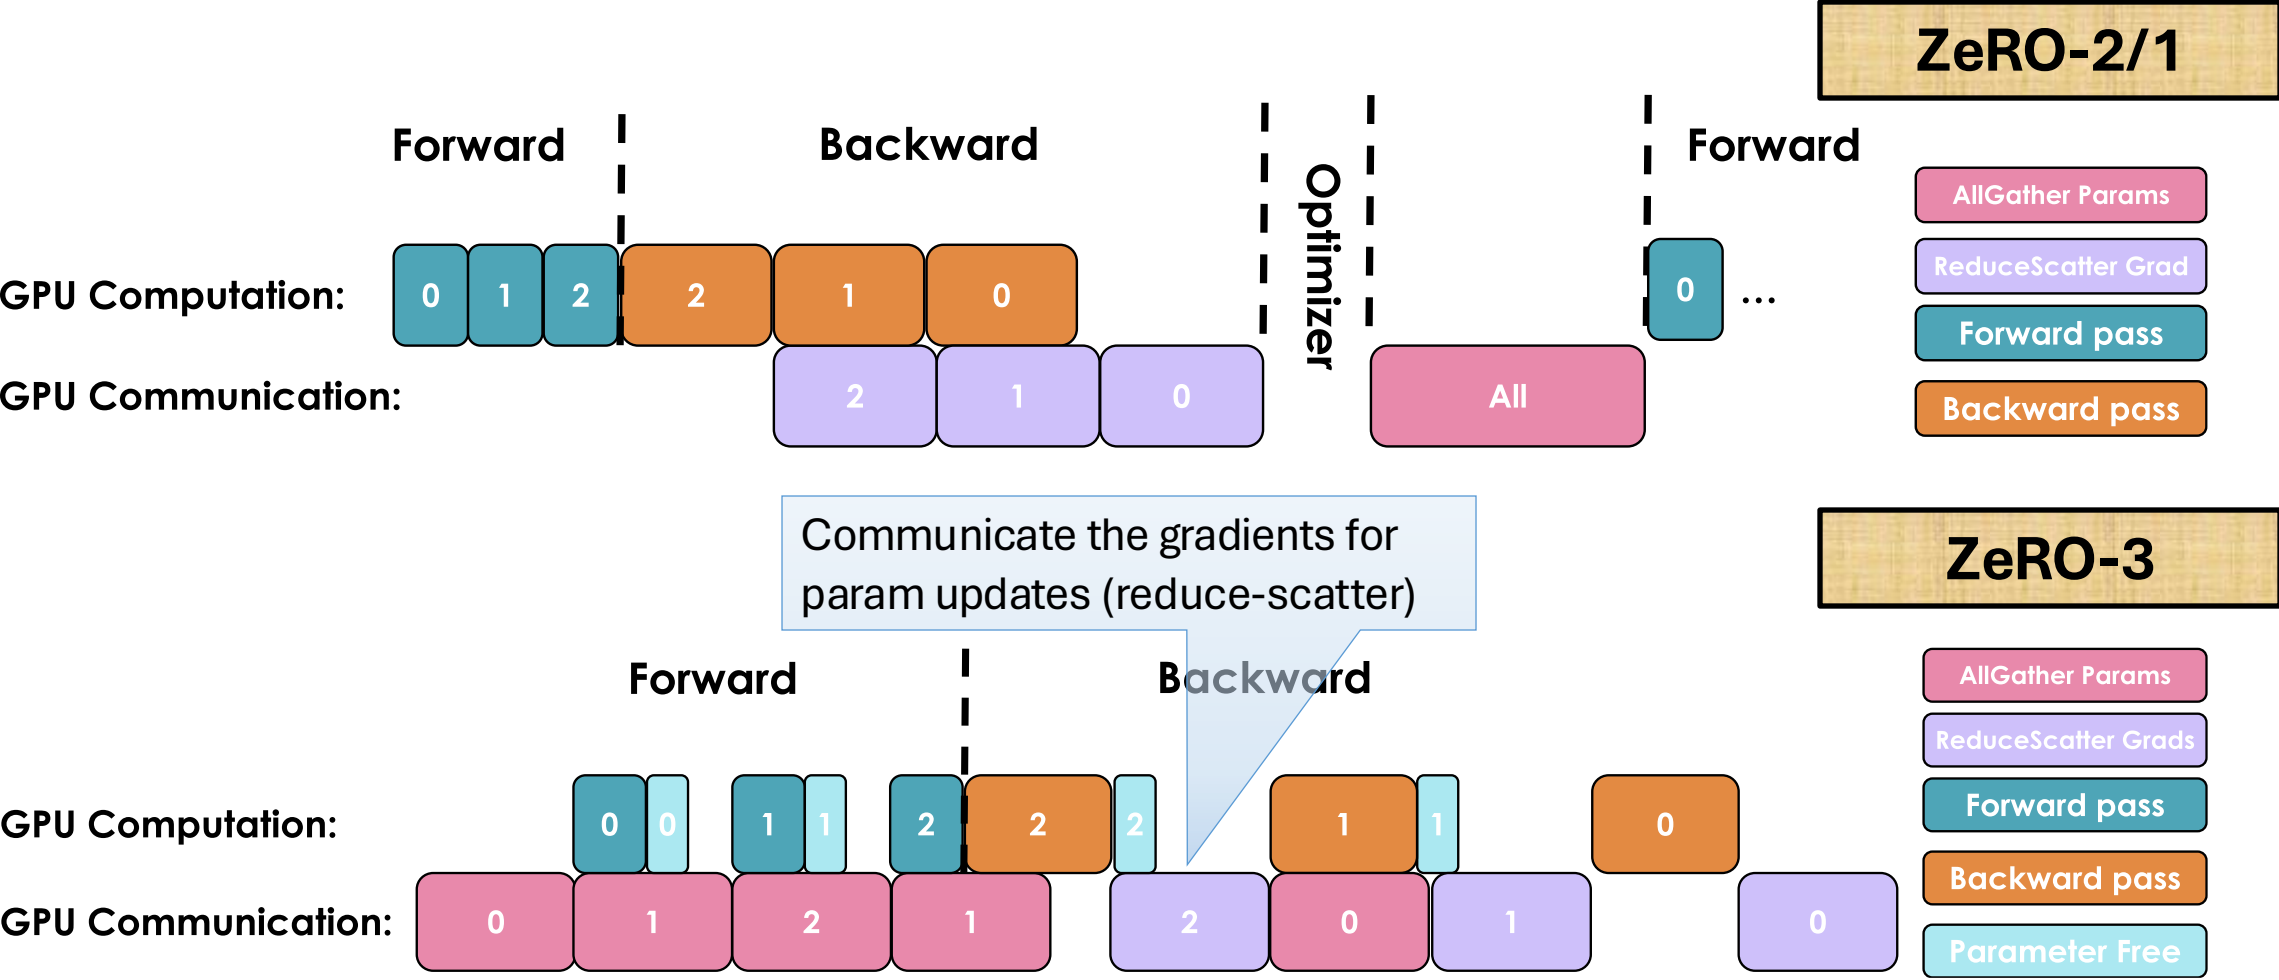 ZeRO-2/1
Forward
Backward
Optimizer
Forward
AllGather Params
ReduceScatter Grad
Forward pass
Backward pass
GPU Computation:
0 1 2 2 1 0 0 ...
GPU Communication:
2 1 0 All
Communicate the gradients for
param updates (reduce-scatter)
ZeRO-3
Forward
Backward
AllGather Params
ReduceScatter Grads
Forward pass
Backward pass
Parameter Free
GPU Computation:
0 0 1 1 2 2 2 1 1 0
GPU Communication:
0 1 2 1 2 0 1 0